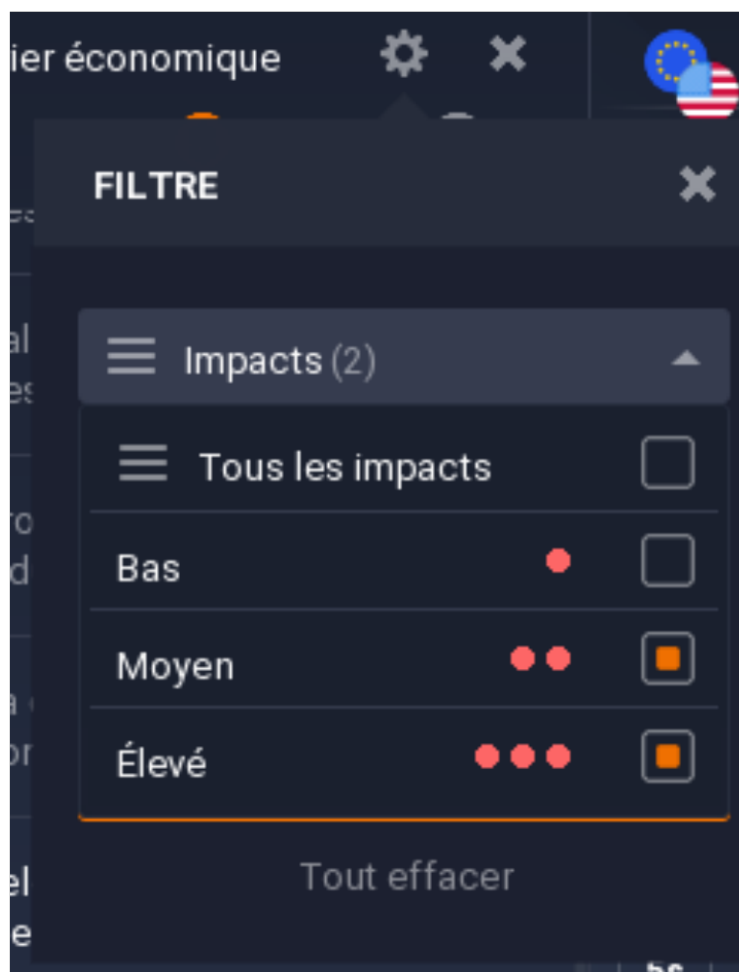 ier économique
FILTRE
Impacts (2)
Tous les impacts
Bas
Moyen
Élevé
Tout effacer